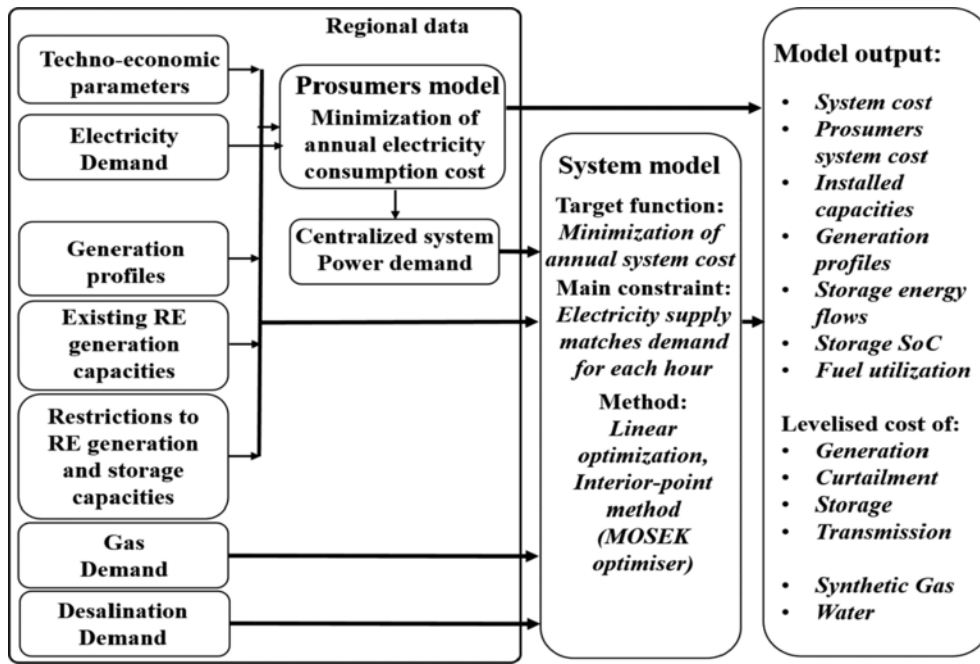 Regional data
Techno-economic
parameters
Electricity
Demand
Generation
profiles
Existing RE
generation
capacities
Restrictions to
RE generation
and storage
capacities
Gas
Demand
Desalination
Demand
Prosumers model
Minimization of
annual electricity
consumption cost
Centralized system
Power demand
System model
Target function:
Minimization of
annual system cost
Main constraint:
Electricity supply
matches demand
for each hour
Method:
Linear
optimization,
Interior-point
method
(MOSEK
optimiser)
Model output:
• System cost
• Prosumers
system cost
• Installed
capacities
• Generation
profiles
• Storage energy
flows
• Storage SoC
• Fuel utilization
Levelised cost of:
• Generation
• Curtailment
• Storage
• Transmission
• Synthetic Gas
• Water